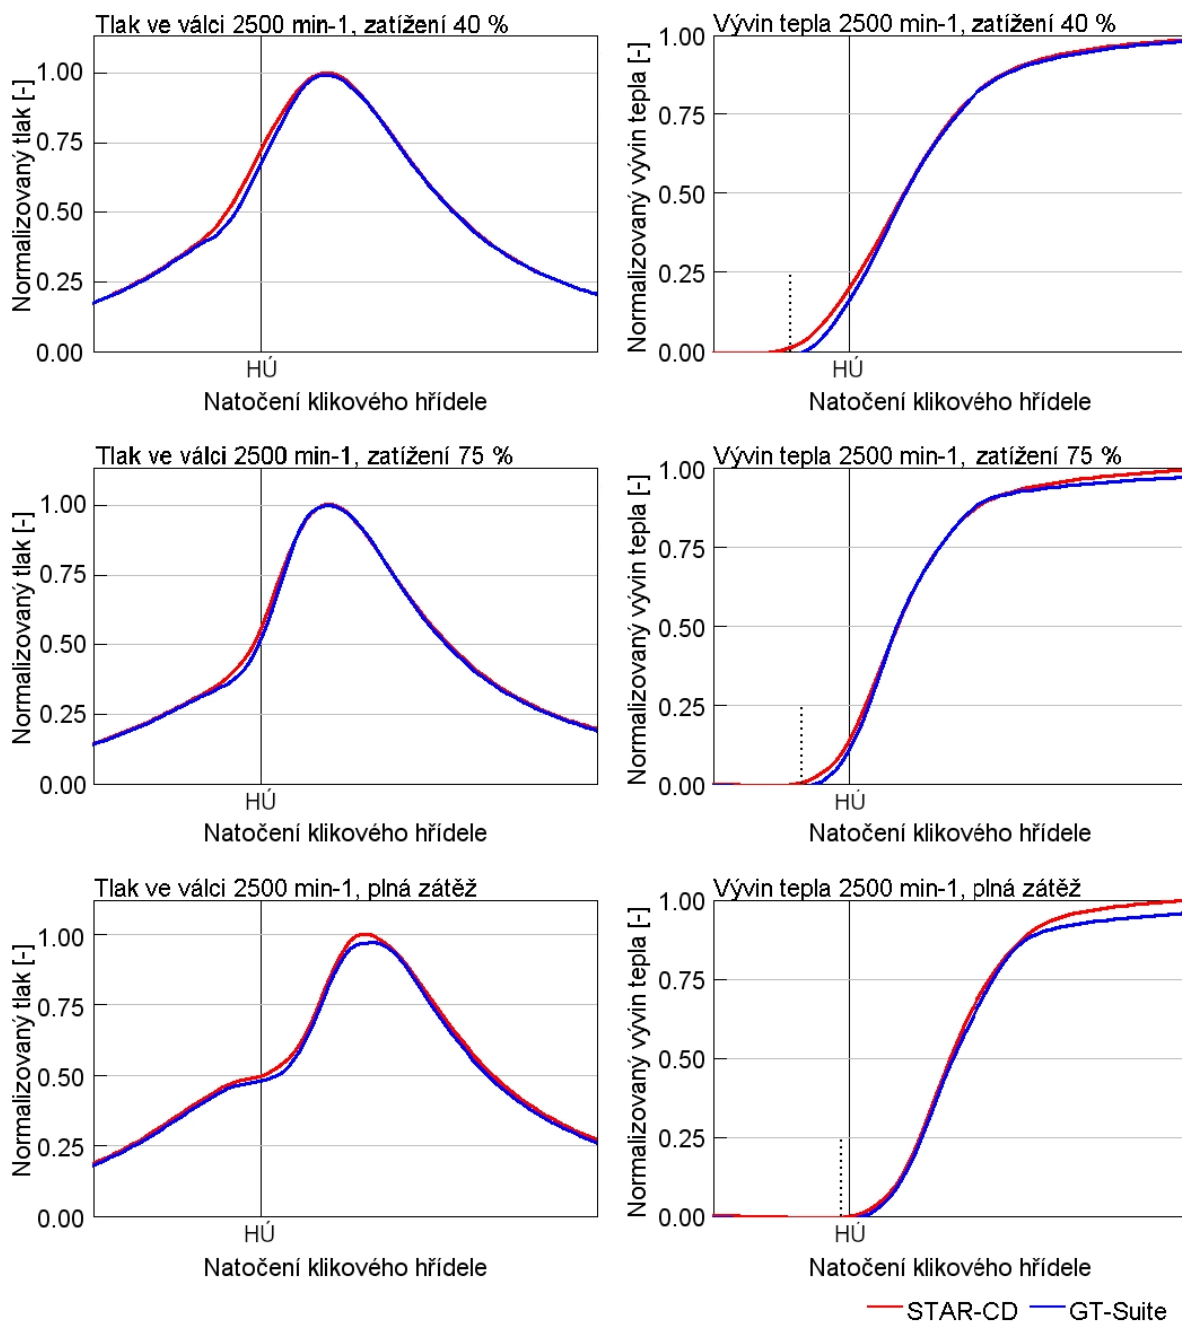 Tlak ve válci 2500 min-1, zatížení 40 %
Normalizovaný tlak [-]
1.00
0.75
0.50
0.25
0.00
HÚ
Natočení klikového hřídele
Vývin tepla 2500 min-1, zatížení 40 %
Normalizovaný vývin tepla [-]
1.00
0.75
0.50
0.25
0.00
HÚ
Natočení klikového hřídele
Tlak ve válci 2500 min-1, zatížení 75 %
Normalizovaný tlak [-]
1.00
0.75
0.50
0.25
0.00
HÚ
Natočení klikového hřídele
Vývin tepla 2500 min-1, zatížení 75 %
Normalizovaný vývin tepla [-]
1.00
0.75
0.50
0.25
0.00
HÚ
Natočení klikového hřídele
Tlak ve válci 2500 min-1, plná zátěž
Normalizovaný tlak [-]
1.00
0.75
0.50
0.25
0.00
HÚ
Natočení klikového hřídele
Vývin tepla 2500 min-1, plná zátěž
Normalizovaný vývin tepla [-]
1.00
0.75
0.50
0.25
0.00
HÚ
Natočení klikového hřídele
STAR-CD GT-Suite